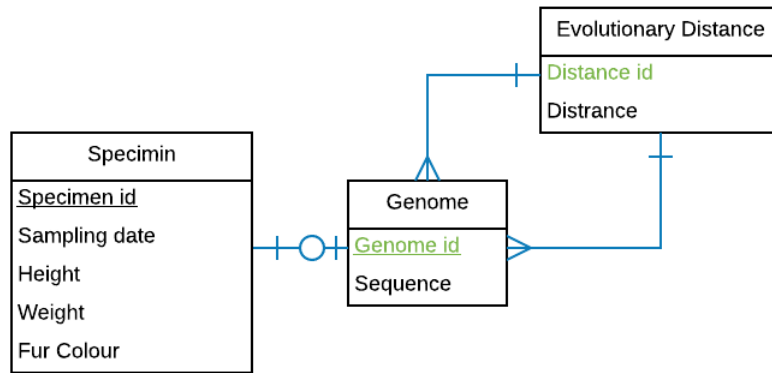 Evolutionary Distance
Distance id
Distrance
Specimin
Specimen id
Sampling date
Height
Weight
Fur Colour
Genome
Genome id
Sequence